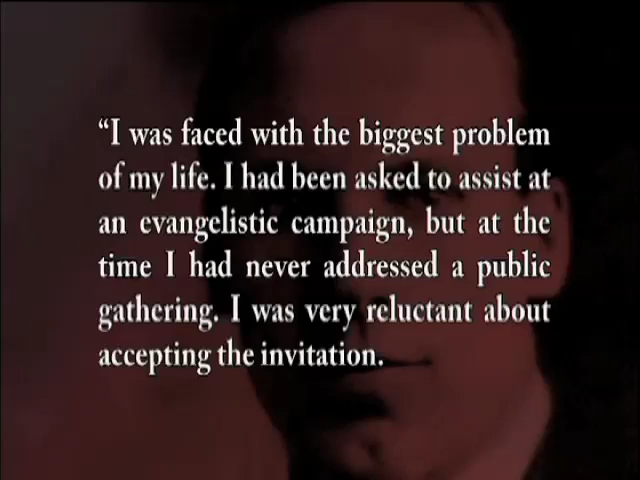 “I was faced with the biggest problem
of my life. I had been asked to assist at
an evangelistic campaign, but at the
time I had never addressed a public
gathering. I was very reluctant about
accepting the invitation.